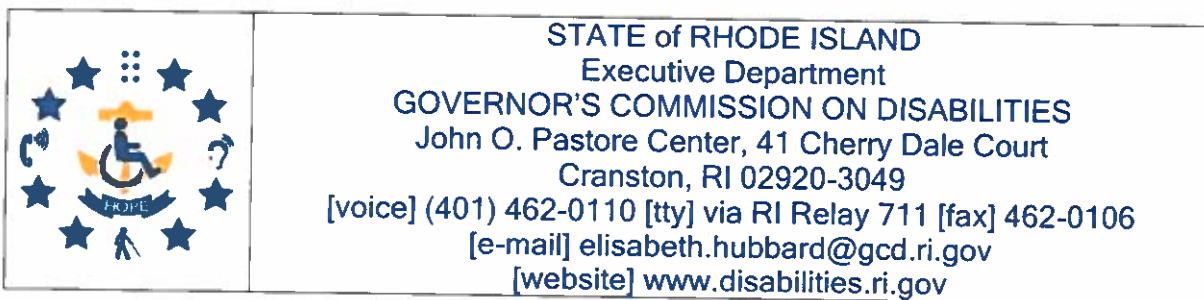 HOPE
STATE of RHODE ISLAND
Executive Department
GOVERNOR'S COMMISSION ON DISABILITIES
John O. Pastore Center, 41 Cherry Dale Court
Cranston, RI 02920-3049
[voice] (401) 462-0110 [tty] via RI Relay 711 [fax] 462-0106
[e-mail] elisabeth.hubbard@gcd.ri.gov
[website] www.disabilities.ri.gov